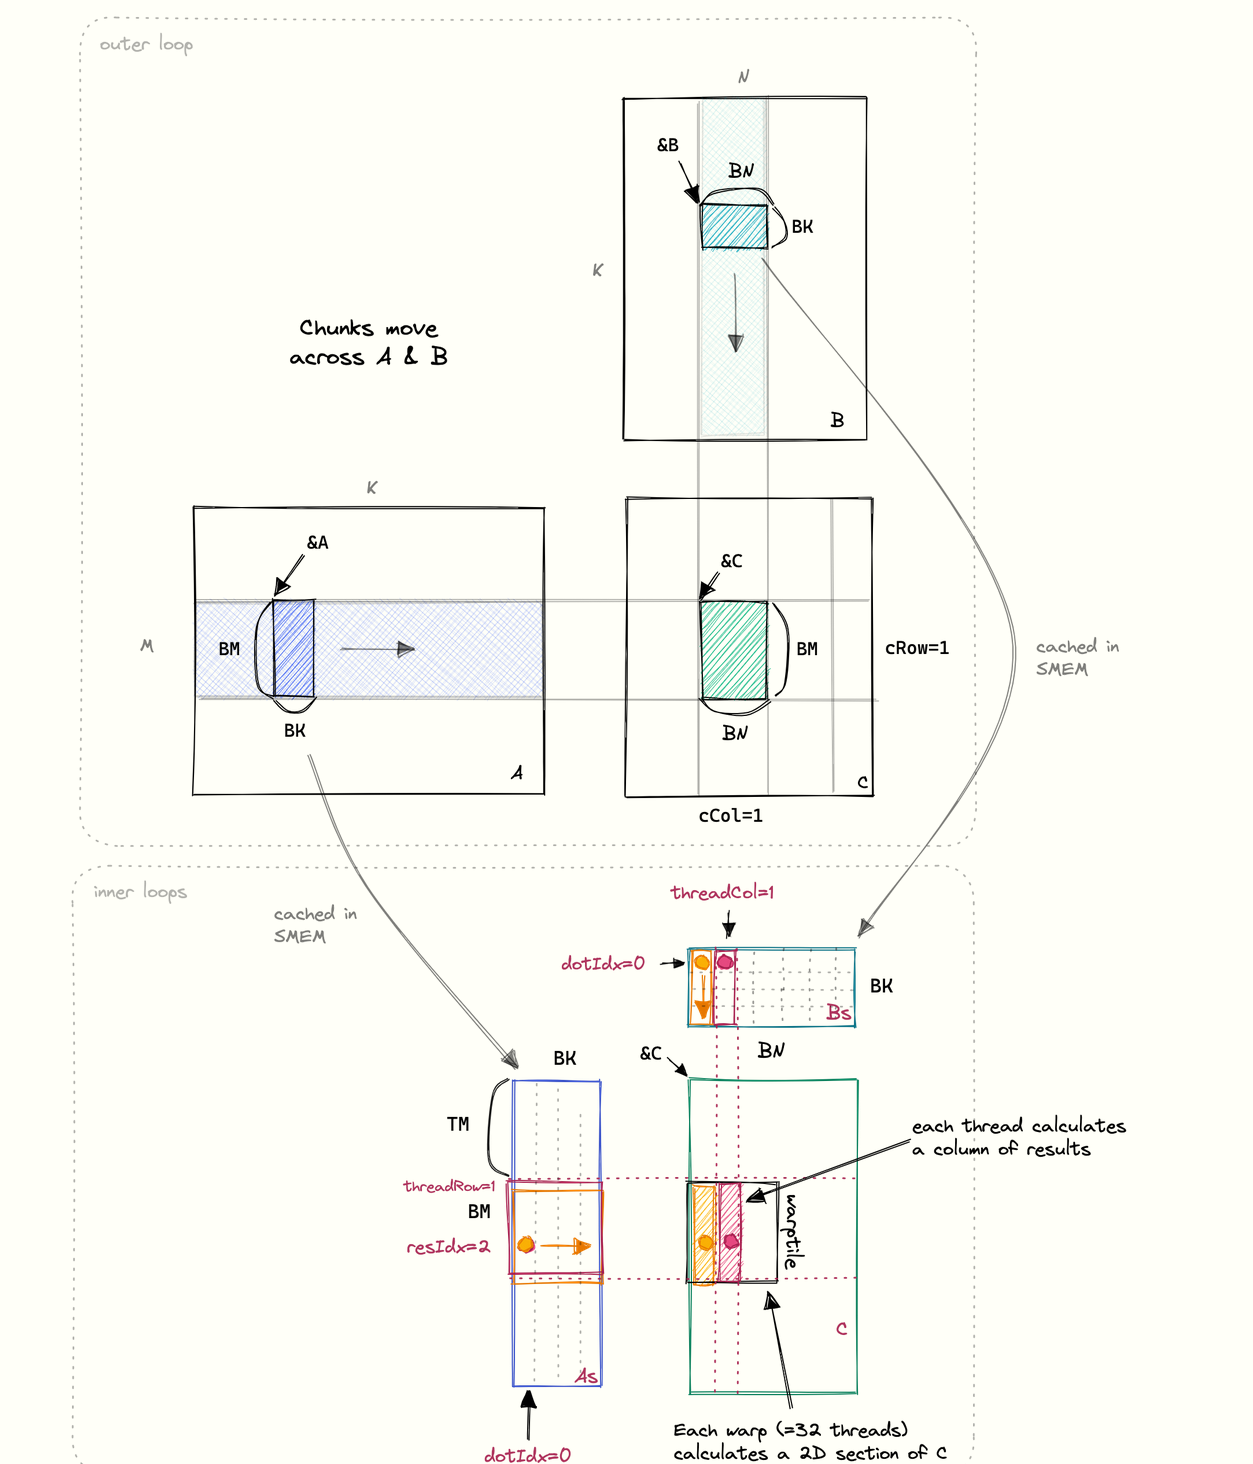 outer loop
N
&B
BN
BK
K
Chunks move
across A & B
B
K
&A
&C
M
BM
BM
cRow=1
cached in
SMEM
BK
BN
A
C
cCol=1
inner loops
threadCol=1
cached in
SMEM
dotIdx=0
BK
Bs
BK
&C
BN
TM
each thread calculates
a column of results
threadRow=1
BM
warptile
resIdx=2
C
As
Each warp (=32 threads)
calculates a 2D section of C
dotIdx=0